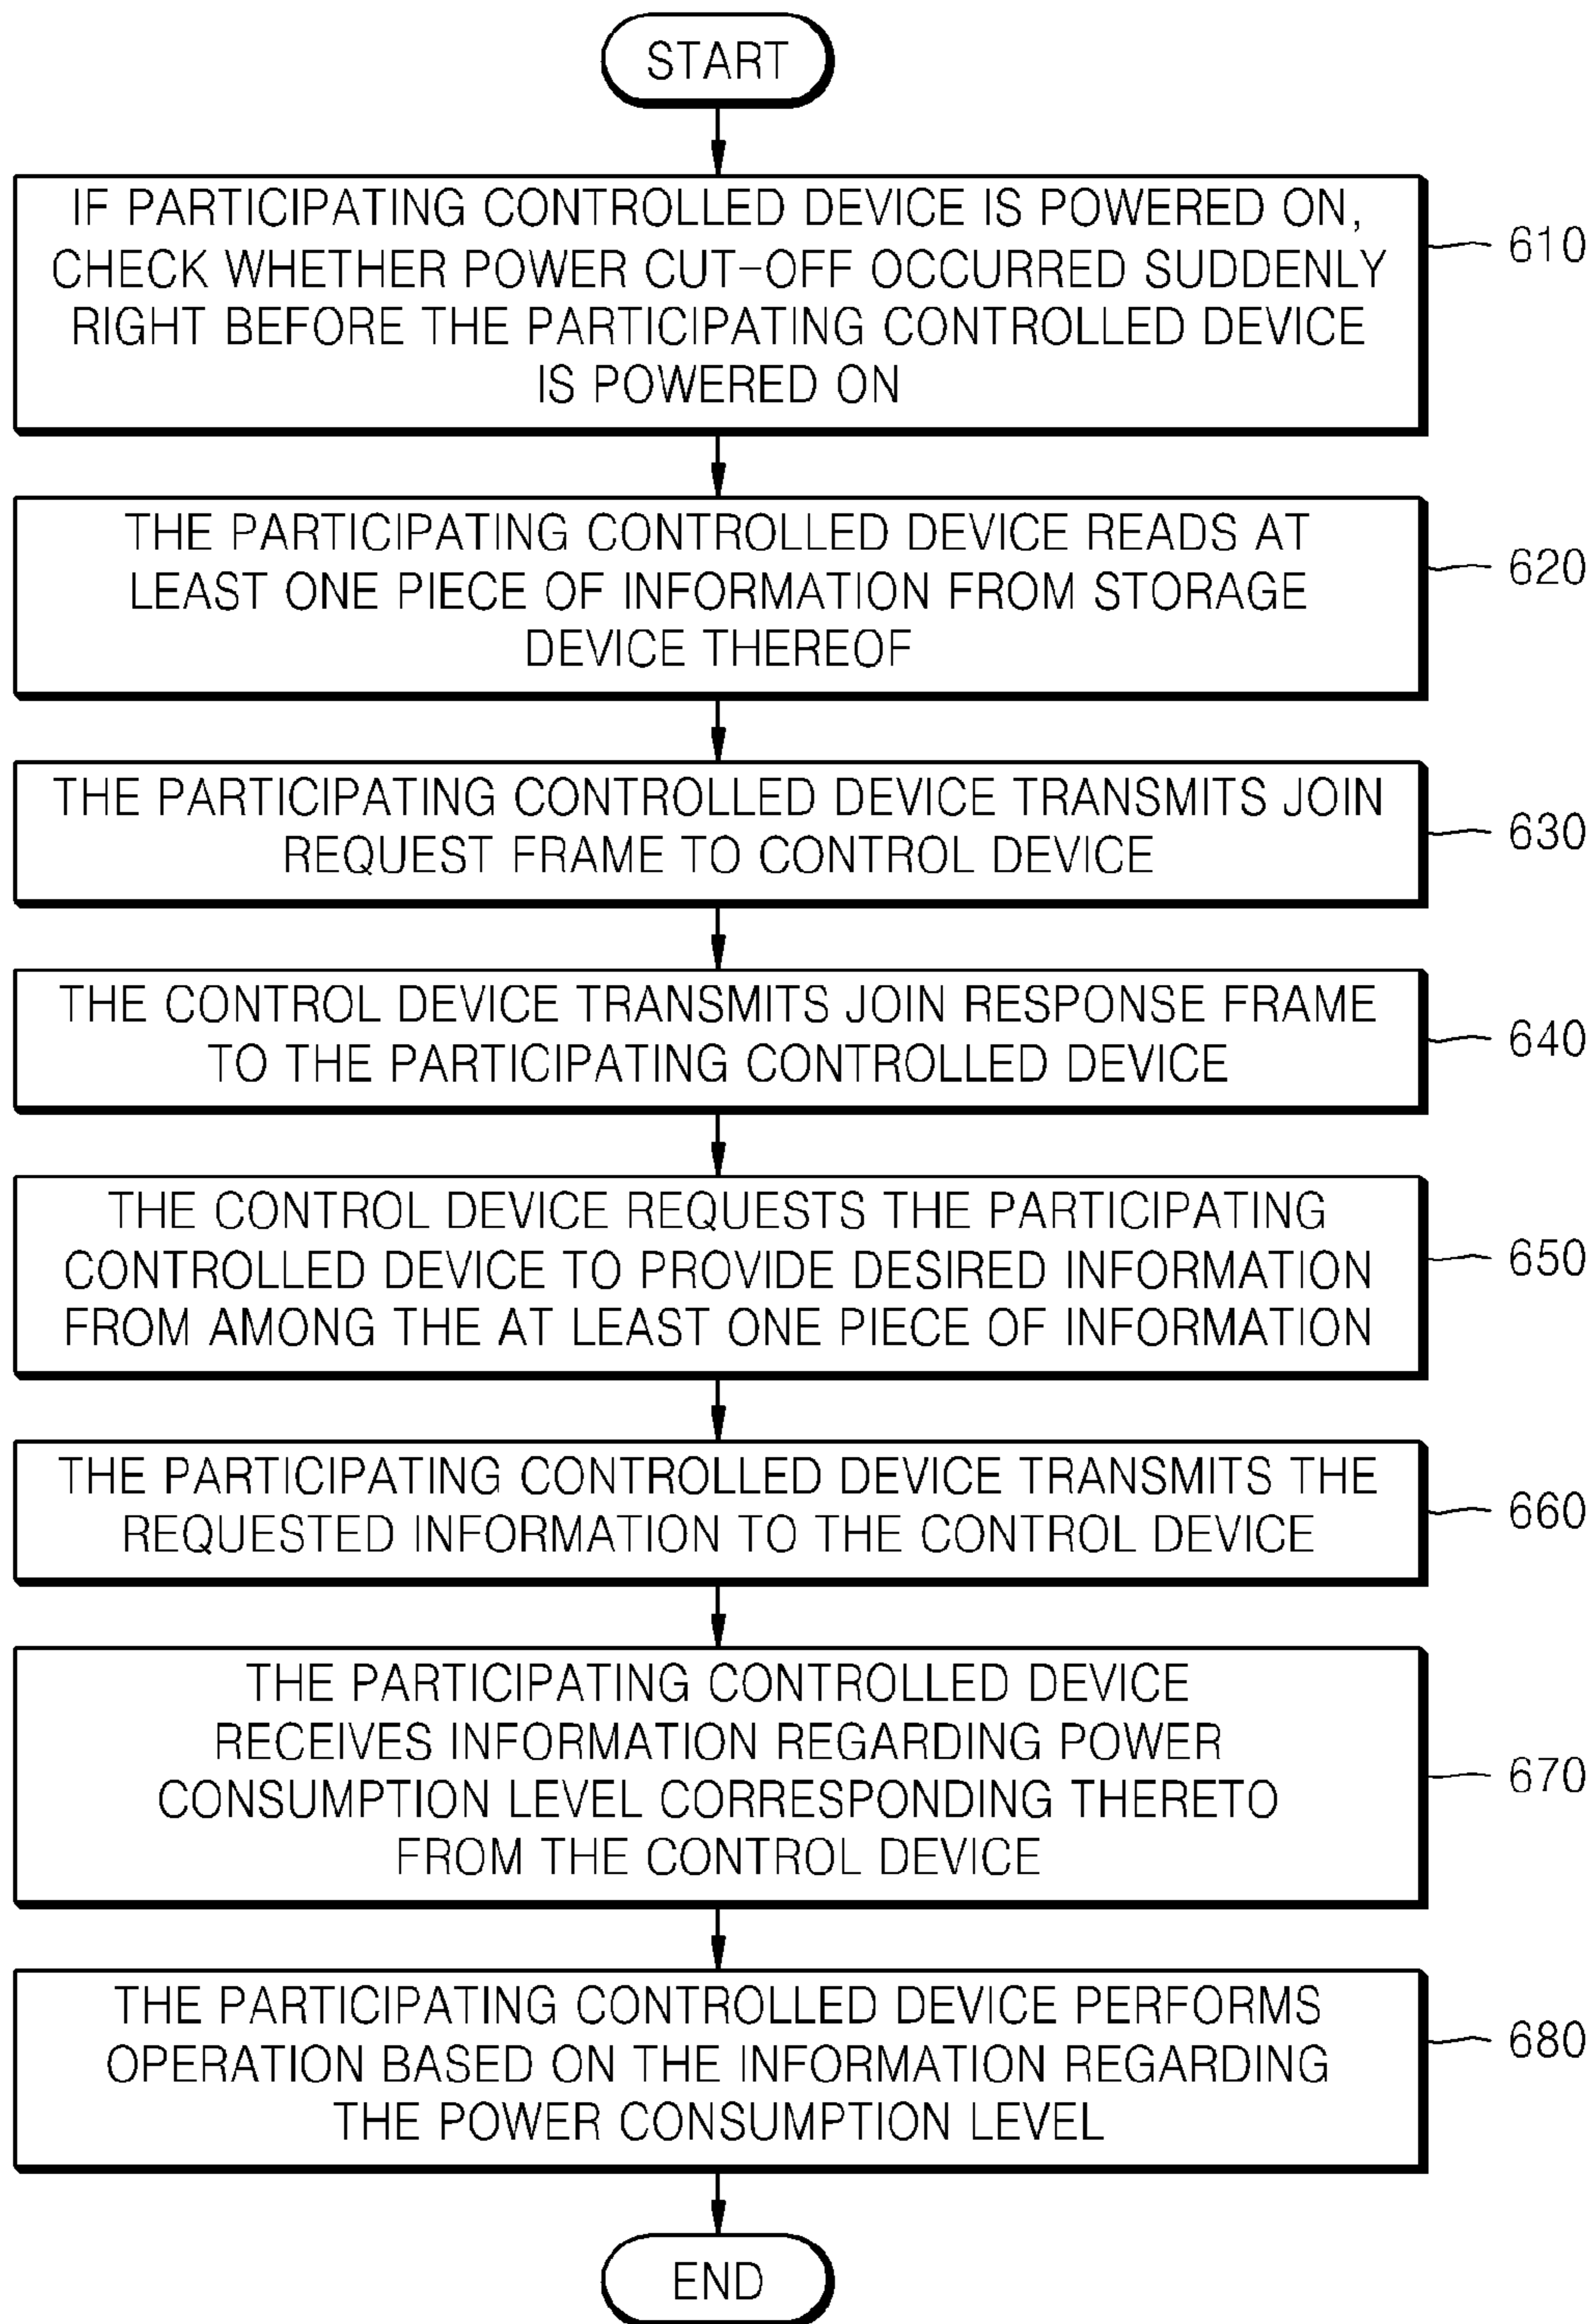 START
IF PARTICIPATING CONTROLLED DEVICE IS POWERED ON,
CHECK WHETHER POWER CUT-OFF OCCURRED SUDDENLY
RIGHT BEFORE THE PARTICIPATING CONTROLLED DEVICE
IS POWERED ON
610
THE PARTICIPATING CONTROLLED DEVICE READS AT
LEAST ONE PIECE OF INFORMATION FROM STORAGE
DEVICE THEREOF
620
THE PARTICIPATING CONTROLLED DEVICE TRANSMITS JOIN
REQUEST FRAME TO CONTROL DEVICE
630
THE CONTROL DEVICE TRANSMITS JOIN RESPONSE FRAME
TO THE PARTICIPATING CONTROLLED DEVICE
640
THE CONTROL DEVICE REQUESTS THE PARTICIPATING
CONTROLLED DEVICE TO PROVIDE DESIRED INFORMATION
FROM AMONG THE AT LEAST ONE PIECE OF INFORMATION
650
THE PARTICIPATING CONTROLLED DEVICE TRANSMITS THE
REQUESTED INFORMATION TO THE CONTROL DEVICE
660
THE PARTICIPATING CONTROLLED DEVICE
RECEIVES INFORMATION REGARDING POWER
CONSUMPTION LEVEL CORRESPONDING THERETO
FROM THE CONTROL DEVICE
670
THE PARTICIPATING CONTROLLED DEVICE PERFORMS
OPERATION BASED ON THE INFORMATION REGARDING
THE POWER CONSUMPTION LEVEL
680
END